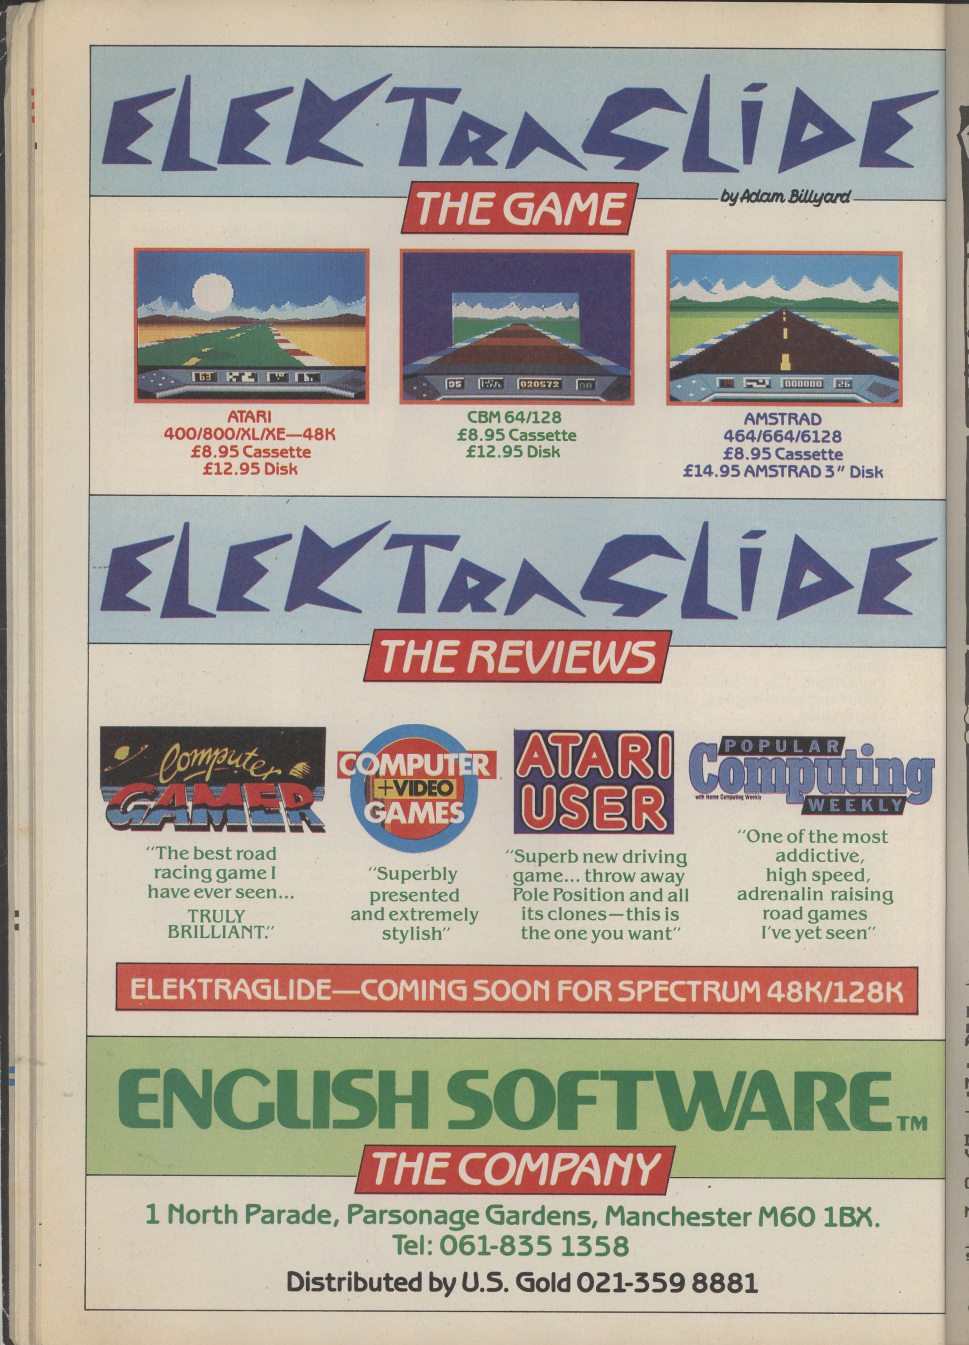 ELEKTRAGLIDE
by Adam Billyard
THE GAME
ATARI
400/800/XL/XE—48K
£8.95 Cassette
£12.95 Disk
CBM 64/128
£8.95 Cassette
£12.95 Disk
AMSTRAD
464/664/6128
£8.95 Cassette
£14.95 AMSTRAD 3" Disk
ELEKTRAGLIDE
THE REVIEWS
Computer
GAMER
"The best road
racing game I
have ever seen...
TRULY
BRILLIANT."
COMPUTER
+VIDEO
GAMES
"Superbly
presented
and extremely
stylish"
ATARI
USER
"Superb new driving
game... throw away
Pole Position and all
its clones—this is
the one you want"
POPULAR
Computing
with Home Computing Weekly
WEEKLY
"One of the most
addictive,
high speed,
adrenalin raising
road games
I've yet seen"
ELEKTRAGLIDE—COMING SOON FOR SPECTRUM 48K/128K
ENGLISH SOFTWARE TM
THE COMPANY
1 North Parade, Parsonage Gardens, Manchester M60 1BX.
Tel: 061-835 1358
Distributed by U.S. Gold 021-359 8881